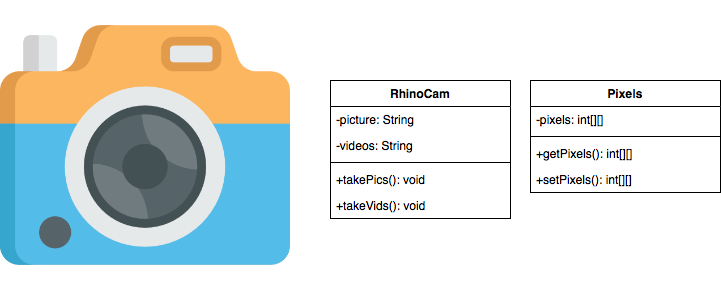 RhinoCam
-picture: String
-videos: String
+takePics(): void
+takeVids(): void
Pixels
-pixels: int[][]
+getPixels(): int[][]
+setPixels(): int[][]